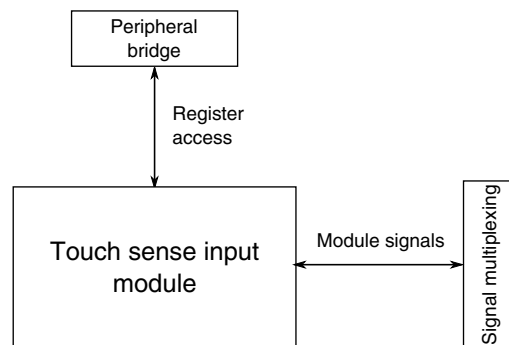 Peripheral
bridge
Register
access
Touch sense input
module
Module signals
Signal multiplexing